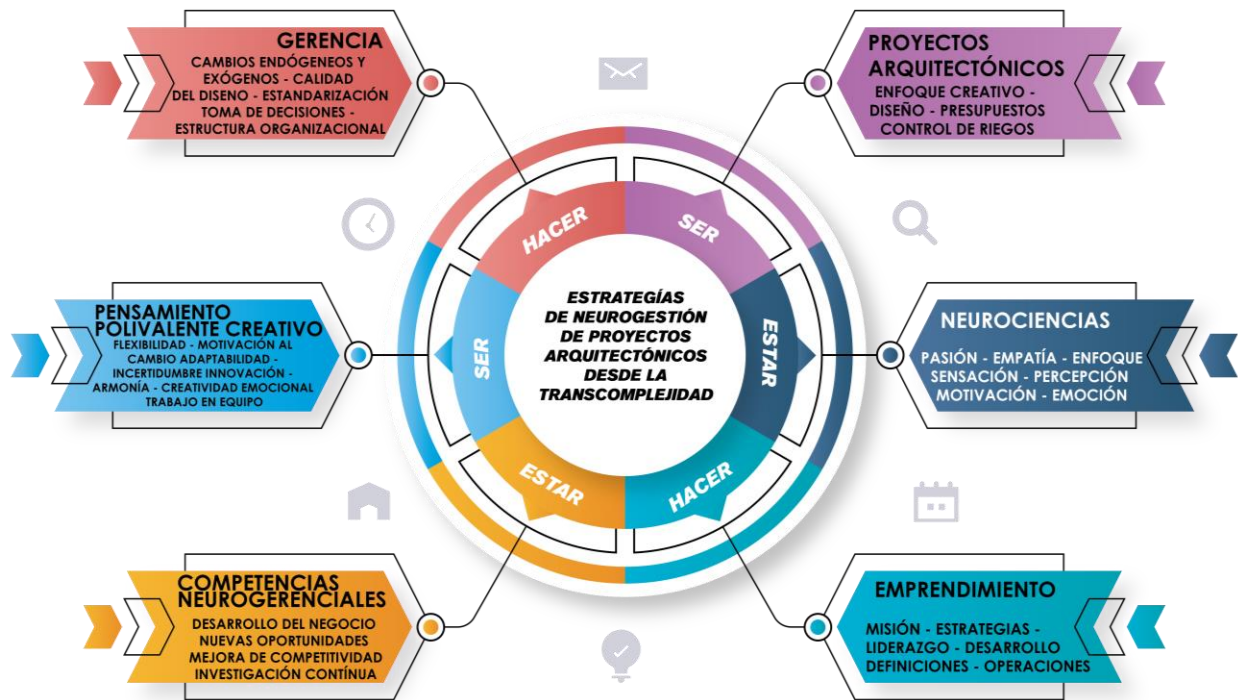 GERENCIA
CAMBIOS ENDÓGENEOS Y
EXÓGENOS - CALIDAD
DEL DISENO - ESTANDARIZACIÓN
TOMA DE DECISIONES -
ESTRUCTURA ORGANIZACIONAL
PROYECTOS
ARQUITECTÓNICOS
ENFOQUE CREATIVO -
DISEÑO - PRESUPUESTOS
CONTROL DE RIEGOS
HACER
SER
PENSAMIENTO
POLIVALENTE CREATIVO
FLEXIBILIDAD - MOTIVACIÓN AL
CAMBIO ADAPTABILIDAD -
INCERTIDUMBRE INNOVACIÓN -
ARMONÍA - CREATIVIDAD EMOCIONAL
TRABAJO EN EQUIPO
SER
ESTRATEGÍAS
DE NEUROGESTIÓN
DE PROYECTOS
ARQUITECTÓNICOS
DESDE LA
TRANSCOMPLEJIDAD
ESTAR
NEUROCIENCIAS
PASIÓN - EMPATÍA - ENFOQUE
SENSACIÓN - PERCEPCIÓN
MOTIVACIÓN - EMOCIÓN
ESTAR
HACER
COMPETENCIAS
NEUROGERENCIALES
DESARROLLO DEL NEGOCIO
NUEVAS OPORTUNIDADES
MEJORA DE COMPETITIVIDAD
INVESTIGACIÓN CONTÍNUA
EMPRENDIMIENTO
MISIÓN - ESTRATEGIAS -
LIDERAZGO - DESARROLLO
DEFINICIONES - OPERACIONES